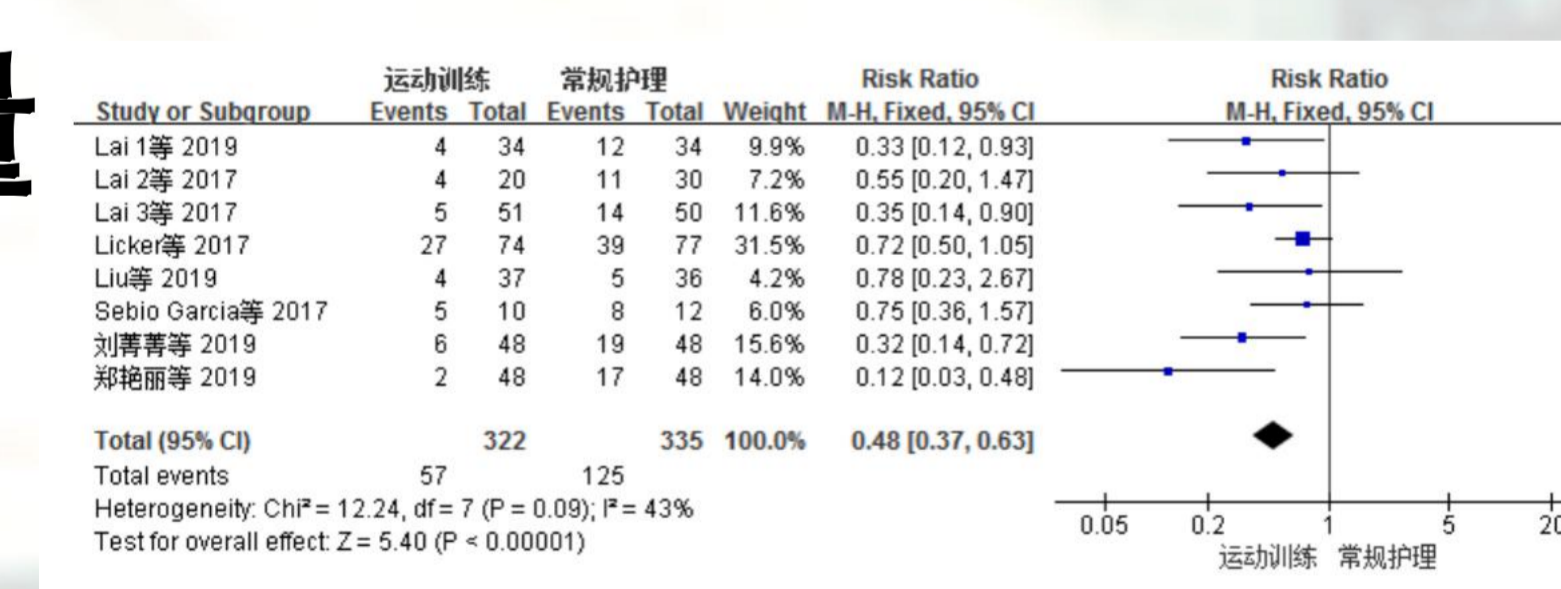 运动训练 常规护理 Risk Ratio Risk Ratio
Study or Subgroup Events Total Events Total Weight M-H, Fixed, 95% CI M-H, Fixed, 95% CI
Lai 1等 2019 4 34 12 34 9.9% 0.33 [0.12, 0.93]
Lai 2等 2017 4 20 11 30 7.2% 0.55 [0.20, 1.47]
Lai 3等 2017 5 51 14 50 11.6% 0.35 [0.14, 0.90]
Licker等 2017 27 74 39 77 31.5% 0.72 [0.50, 1.05]
Liu等 2019 4 37 5 36 4.2% 0.78 [0.23, 2.67]
Sebio Garcia等 2017 5 10 8 12 6.0% 0.75 [0.36, 1.57]
刘菁菁等 2019 6 48 19 48 15.6% 0.32 [0.14, 0.72]
郑艳丽等 2019 2 48 17 48 14.0% 0.12 [0.03, 0.48]
Total (95% CI) 322 335 100.0% 0.48 [0.37, 0.63]
Total events 57 125
Heterogeneity: Chi² = 12.24, df = 7 (P = 0.09); I² = 43%
Test for overall effect: Z = 5.40 (P < 0.00001)
0.05 0.2 1 5 20
运动训练 常规护理